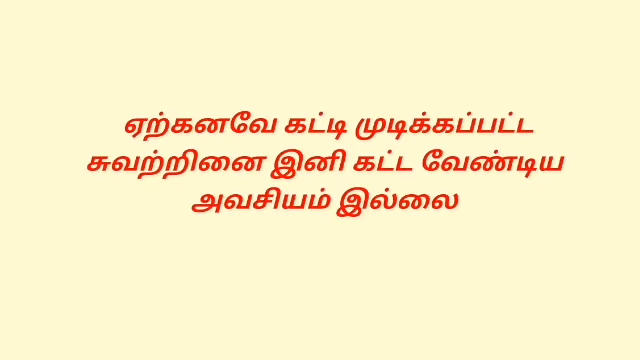 ஏற்கனவே கட்டி முடிக்கப்பட்ட
சுவற்றினை இனி கட்ட வேண்டிய
அவசியம் இல்லை